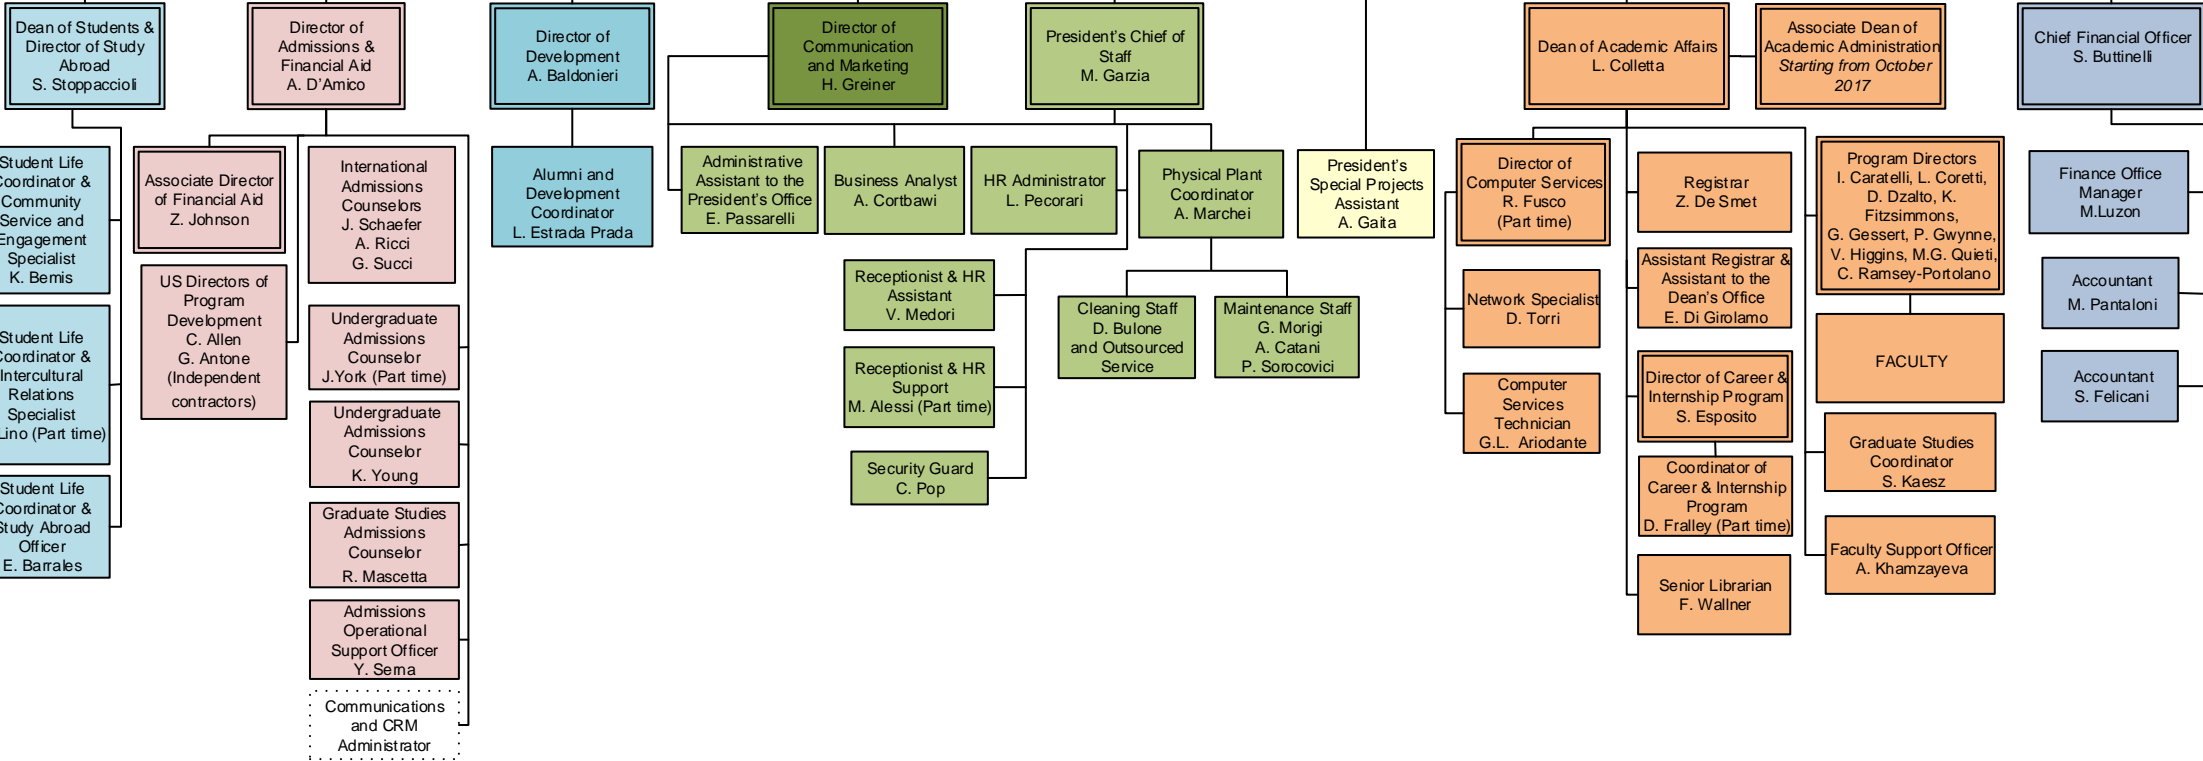 Dean of Students &
Director of Study
Abroad
S. Stoppaccioli
Director of
Admissions &
Financial Aid
A. D'Amico
Director of
Development
A. Baldonieri
Director of
Communication
and Marketing
H. Greiner
President's Chief of
Staff
M. Garzia
Dean of Academic Affairs
L. Colletta
Associate Dean of
Academic Administration
Starting from October
2017
Chief Financial Officer
S. Buttinelli
Student Life
Coordinator &
Community
Service and
Engagement
Specialist
K. Bemis
Student Life
Coordinator &
Intercultural
Relations
Specialist
Lino (Part time)
Student Life
Coordinator &
Study Abroad
Officer
E. Barrales
Associate Director
of Financial Aid
Z. Johnson
US Directors of
Program
Development
C. Allen
G. Antone
(Independent
contractors)
International
Admissions
Counselors
J. Schaefer
A. Ricci
G. Succi
Undergraduate
Admissions
Counselor
J.York (Part time)
Undergraduate
Admissions
Counselor
K. Young
Graduate Studies
Admissions
Counselor
R. Mascetta
Admissions
Operational
Support Officer
Y. Serna
Communications
and CRM
Administrator
Alumni and
Development
Coordinator
L. Estrada Prada
Administrative
Assistant to the
President's Office
E. Passarelli
Business Analyst
A. Cortbawi
HR Administrator
L. Pecorari
Physical Plant
Coordinator
A. Marchei
Receptionist & HR
Assistant
V. Medori
Receptionist & HR
Support
M. Alessi (Part time)
Security Guard
C. Pop
Cleaning Staff
D. Bulone
and Outsourced
Service
Maintenance Staff
G. Morigi
A. Catani
P. Sorocovici
President's
Special Projects
Assistant
A. Gaita
Director of
Computer Services
R. Fusco
(Part time)
Network Specialist
D. Torri
Computer
Services
Technician
G.L. Ariodante
Registrar
Z. De Smet
Assistant Registrar &
Assistant to the
Dean's Office
E. Di Girolamo
Director of Career &
Internship Program
S. Esposito
Coordinator of
Career & Internship
Program
D. Fralley (Part time)
Senior Librarian
F. Wallner
Program Directors
I. Caratelli, L. Coretti,
D. Dzalto, K.
Fitzsimmons,
G. Gessert, P. Gwynne,
V. Higgins, M.G. Quieti,
C. Ramsey-Portolano
FACULTY
Graduate Studies
Coordinator
S. Kaesz
Faculty Support Officer
A. Khamzayeva
Finance Office
Manager
M.Luzon
Accountant
M. Pantaloni
Accountant
S. Felicani